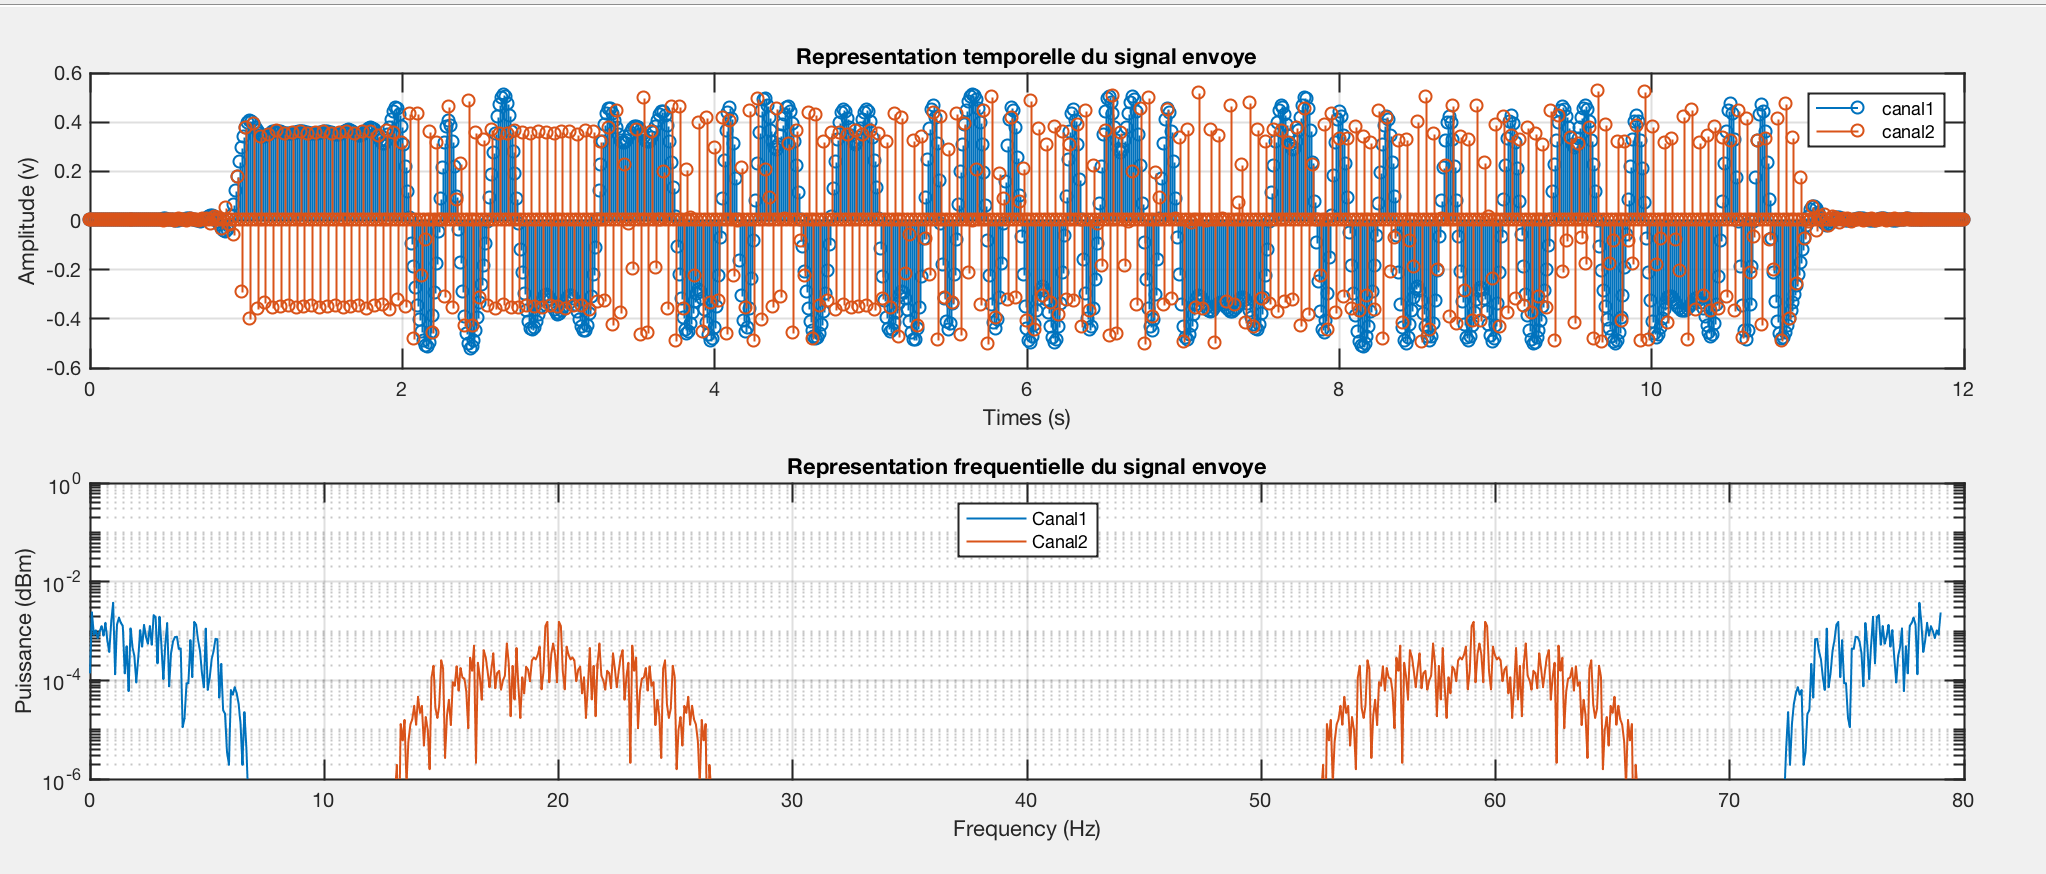 Representation temporelle du signal envoye
0.6
0.4
0.2
0
-0.2
-0.4
-0.6
Amplitude (v)
canal1
canal2
0 2 4 6 8 10 12
Times (s)
Representation frequentielle du signal envoye
10^0
10^-2
10^-4
10^-6
Puissance (dBm)
Canal1
Canal2
0 10 20 30 40 50 60 70 80
Frequency (Hz)